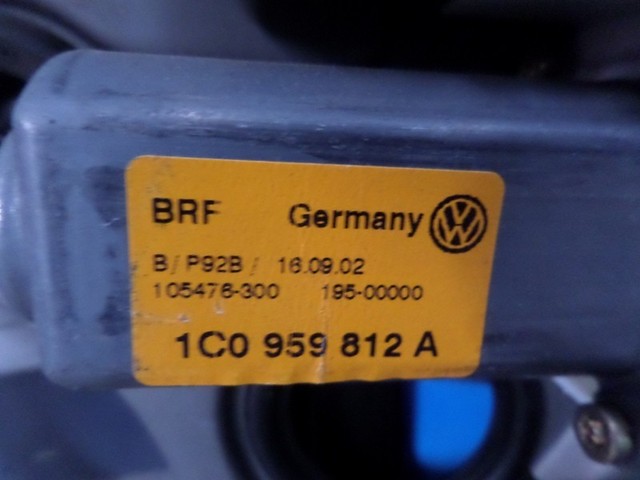 BRF Germany
B/ P92B / 16.09.02
105476-300 195-00000
1C0 959 812 A